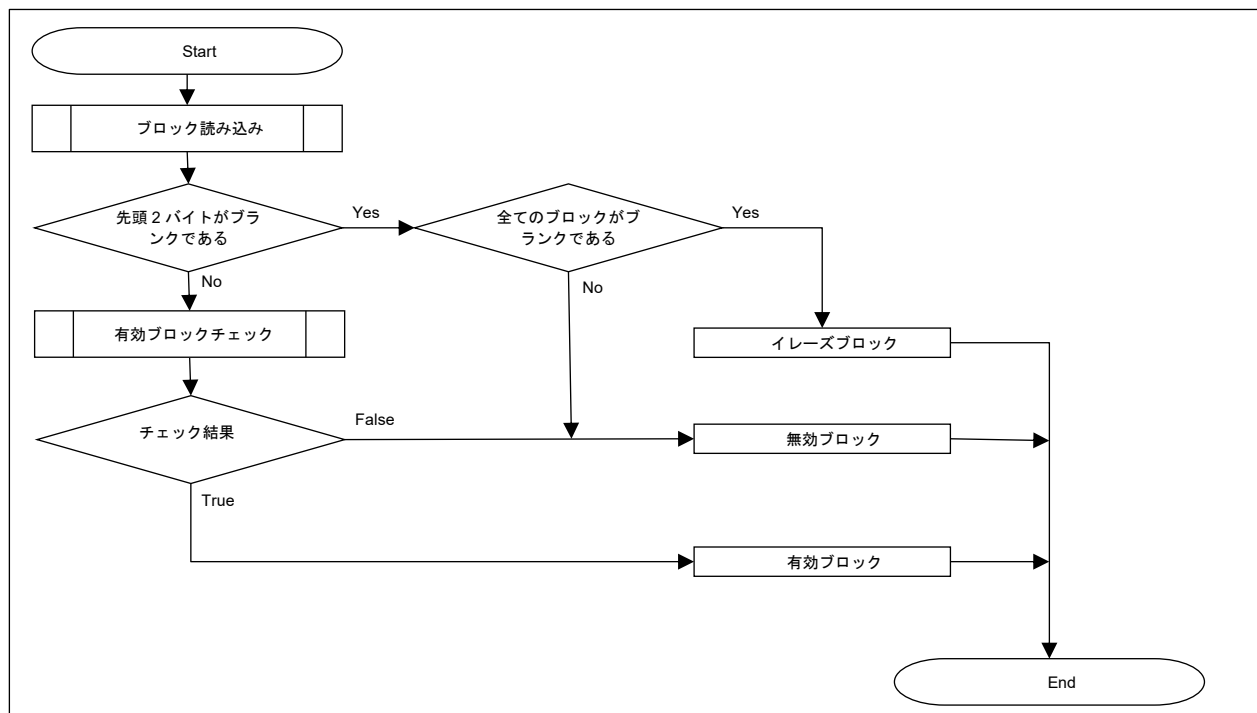 Start
ブロック読み込み
先頭２バイトがブラ
ンクである
Yes
全てのブロックがブ
ランクである
Yes
No
No
有効ブロックチェック
イレーズブロック
チェック結果
False
無効ブロック
True
有効ブロック
End